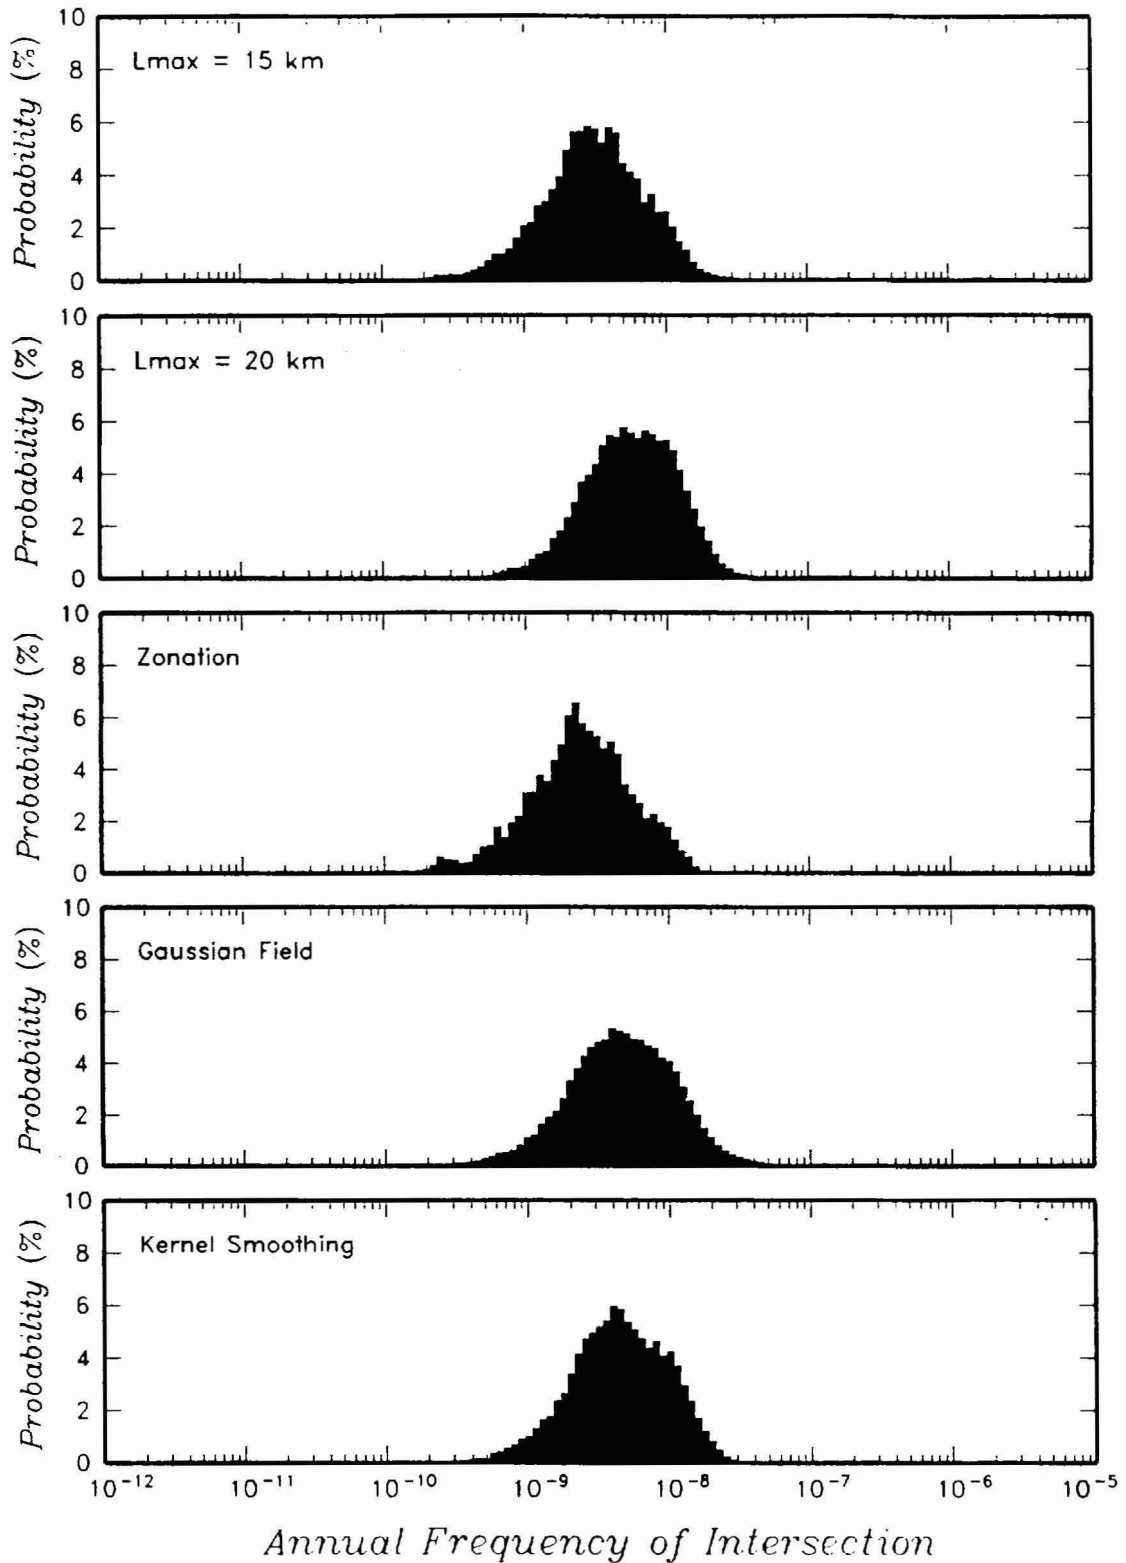 10
8
6
4
2
0
Probability (%)
Lmax = 15 km
10
8
6
4
2
0
Probability (%)
Lmax = 20 km
10
8
6
4
2
0
Probability (%)
Zonation
10
8
6
4
2
0
Probability (%)
Gaussian Field
10
8
6
4
2
0
Probability (%)
Kernel Smoothing
10⁻¹² 10⁻¹¹ 10⁻¹⁰ 10⁻⁹ 10⁻⁸ 10⁻⁷ 10⁻⁶ 10⁻⁵
Annual Frequency of Intersection